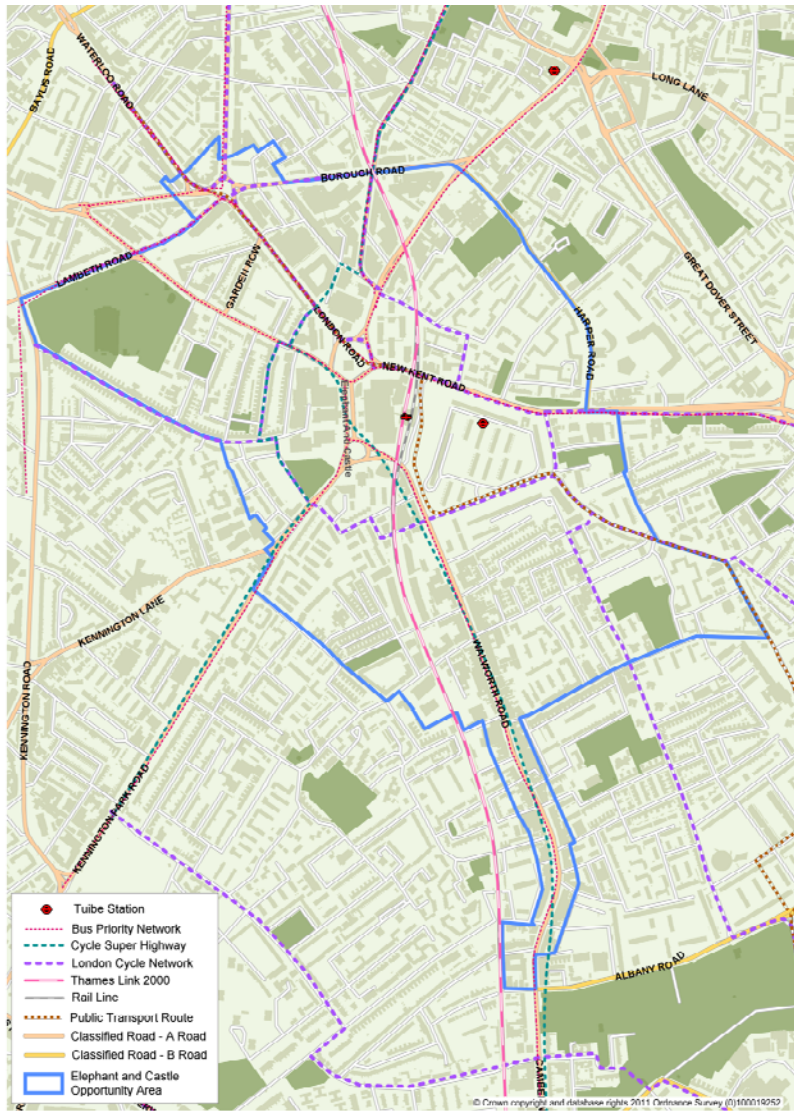 WATERLOO ROAD
BAYLIS ROAD
LONG LANE
BOROUGH ROAD
LAMBETH ROAD
GARDEN ROW
GREAT DOVER STREET
HARPER ROAD
LONDON ROAD
NEW KENT ROAD
Elephant And Castle
KENNINGTON LANE
WALWORTH ROAD
KENNINGTON ROAD
KENNINGTON PARK ROAD
ALBANY ROAD
Tuibe Station
Bus Priority Network
Cycle Super Highway
London Cycle Network
Thames Link 2000
Rail Line
Public Transport Route
Classified Road - A Road
Classified Road - B Road
Elephant and Castle
Opportunity Area
© Crown copyright and database rights 2011 Ordnance Survey (0)100019252